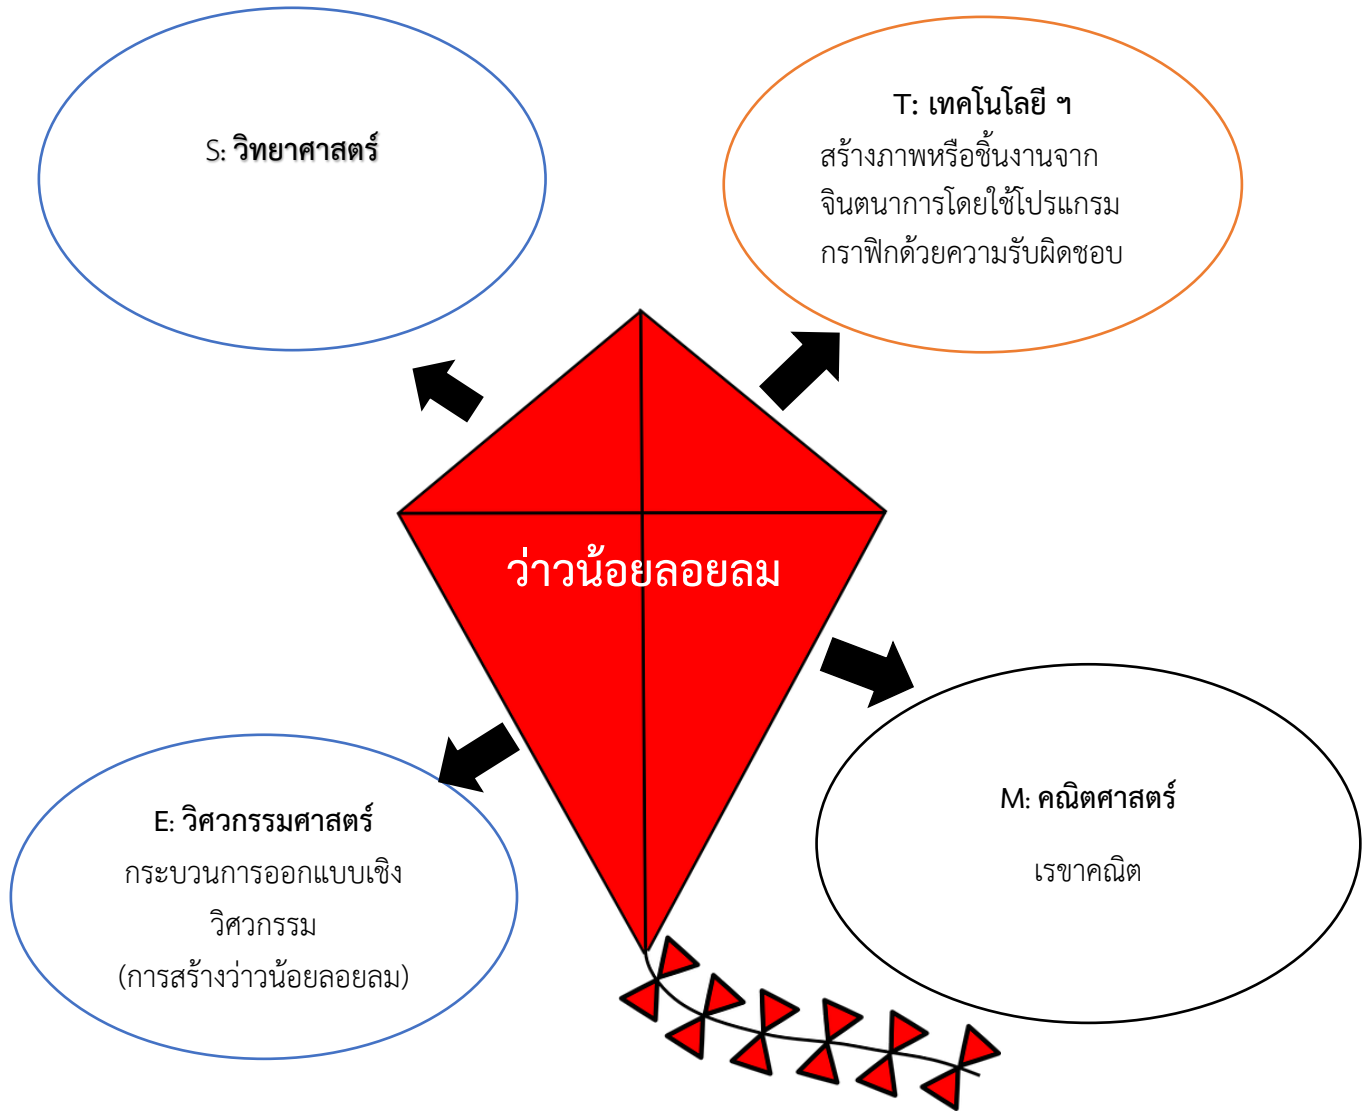 S: วิทยาศาสตร์
T: เทคโนโลยี ฯ
สร้างภาพหรือชิ้นงานจาก
จินตนาการโดยใช้โปรแกรม
กราฟิกด้วยความรับผิดชอบ
ว่าวน้อยลอยลม
E: วิศวกรรมศาสตร์
กระบวนการออกแบบเชิง
วิศวกรรม
(การสร้างว่าวน้อยลอยลม)
M: คณิตศาสตร์
เรขาคณิต